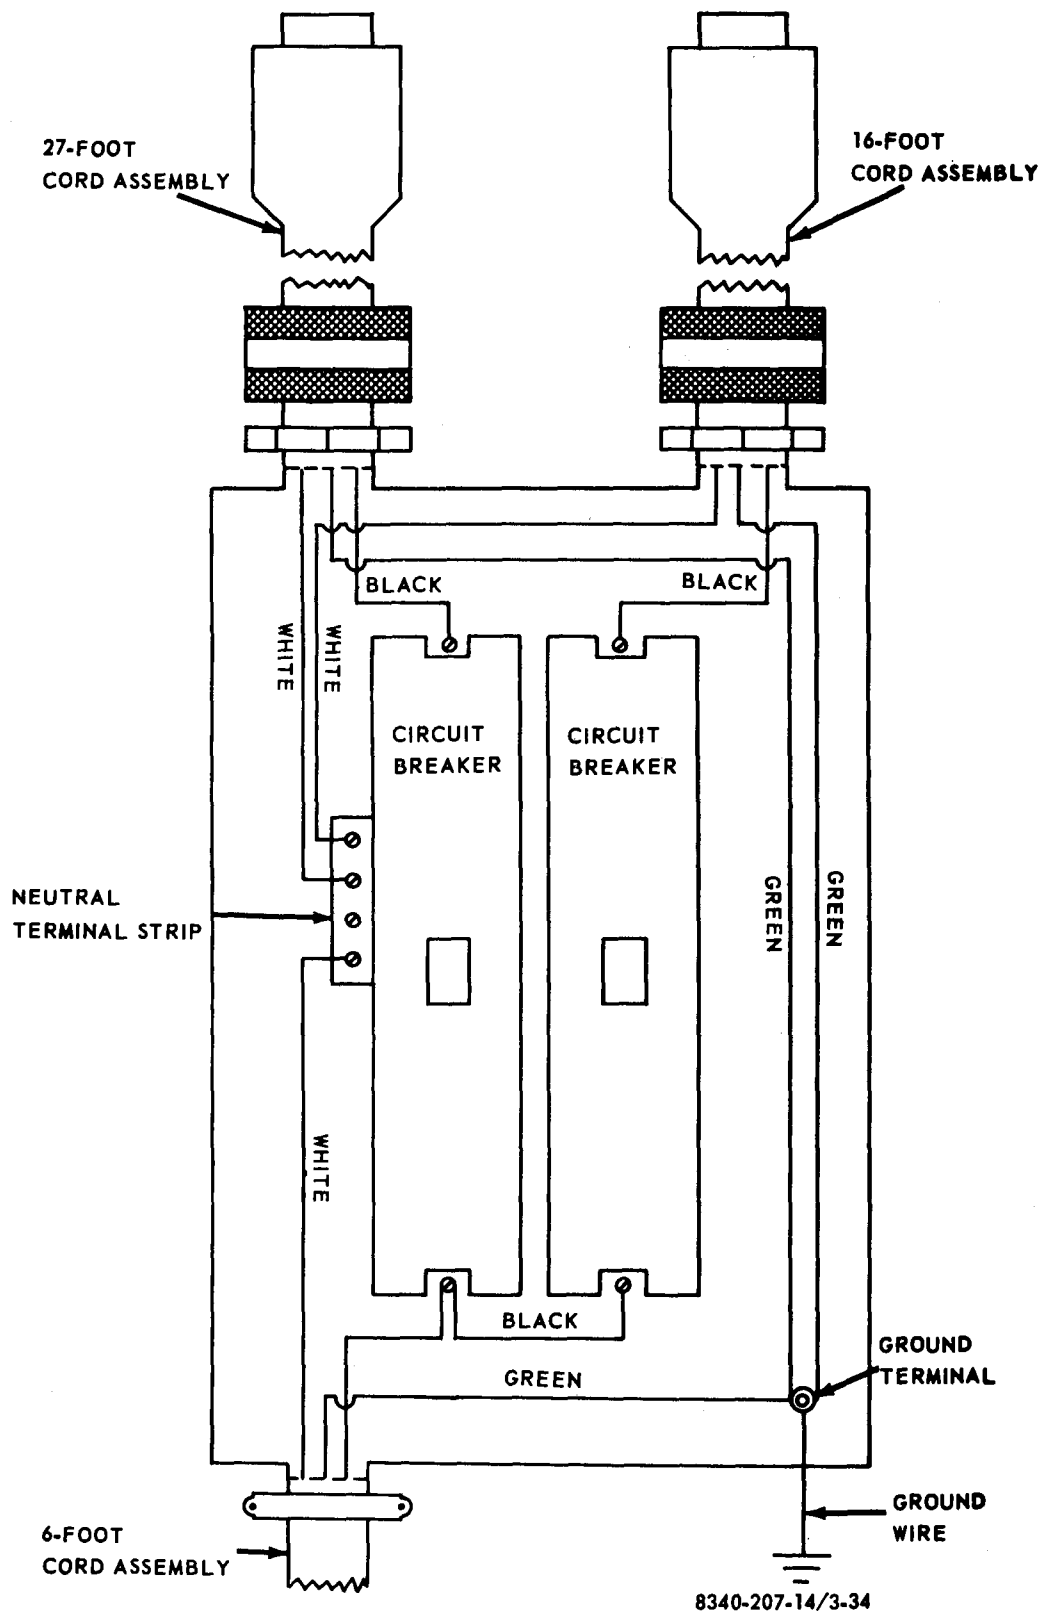 27-FOOT
CORD ASSEMBLY
16-FOOT
CORD ASSEMBLY
BLACK
BLACK
WHITE
WHITE
CIRCUIT
BREAKER
CIRCUIT
BREAKER
NEUTRAL
TERMINAL STRIP
GREEN
GREEN
WHITE
BLACK
GROUND
TERMINAL
GREEN
GROUND
WIRE
6-FOOT
CORD ASSEMBLY
8340-207-14/3-34